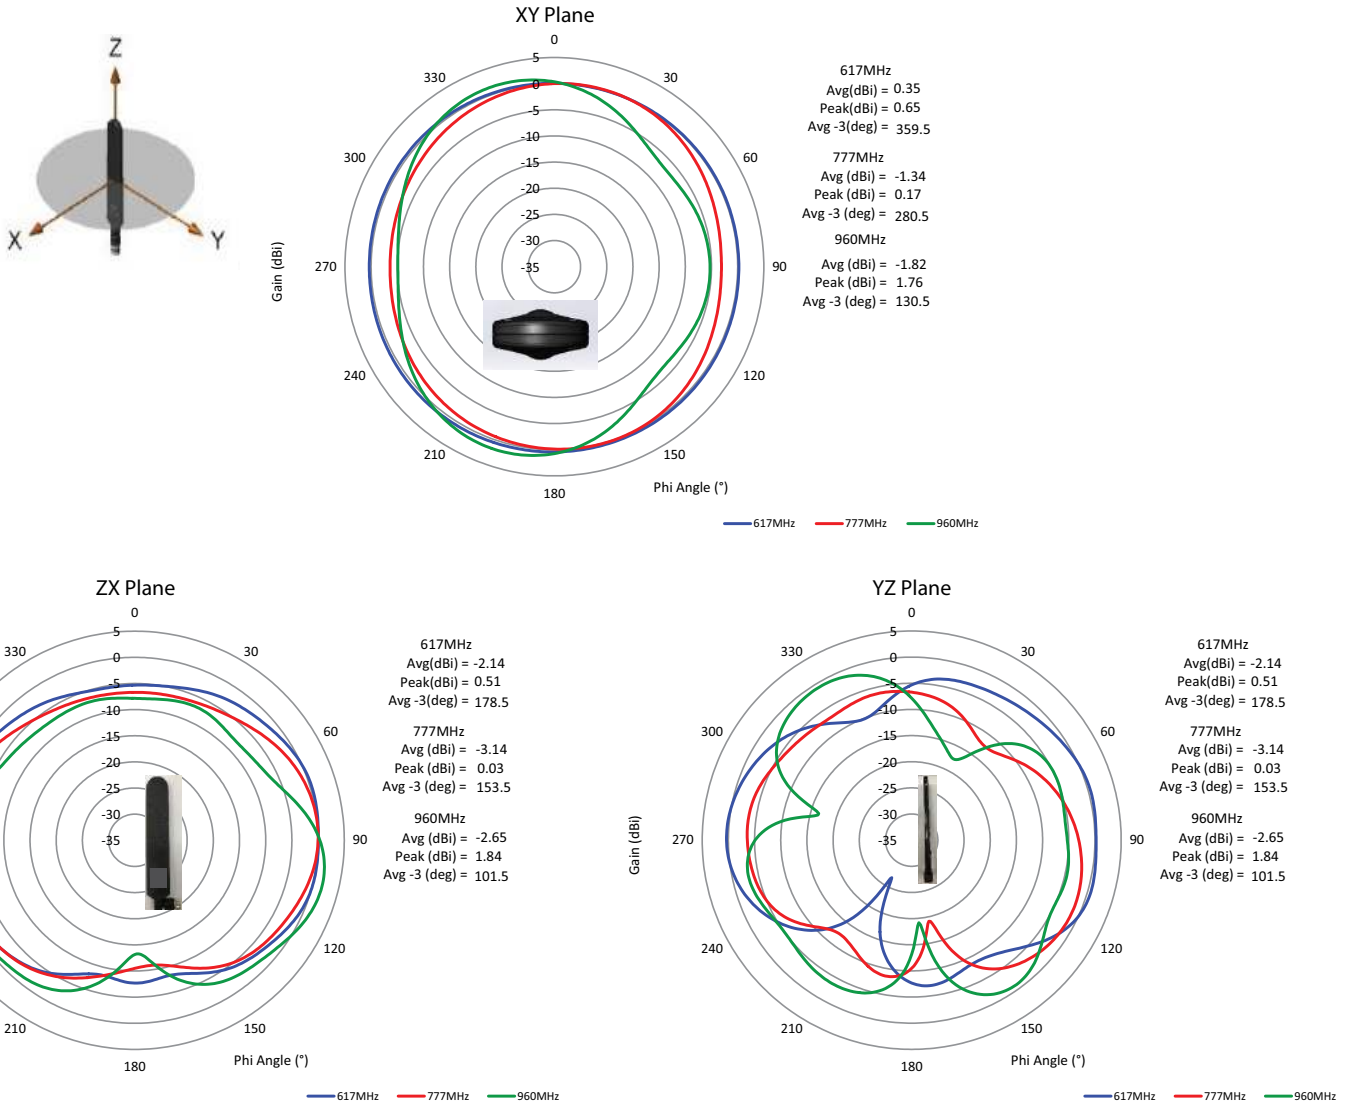 XY Plane
Z
X
Y
0
30
60
90
120
150
180
210
240
270
300
330
5
0
-5
-10
-15
-20
-25
-30
-35
Gain (dBi)
Phi Angle (°)
617MHz
Avg(dBi) = 0.35
Peak(dBi) = 0.65
Avg -3(deg) = 359.5
777MHz
Avg (dBi) = -1.34
Peak (dBi) = 0.17
Avg -3 (deg) = 280.5
960MHz
Avg (dBi) = -1.82
Peak (dBi) = 1.76
Avg -3 (deg) = 130.5
617MHz 777MHz 960MHz
ZX Plane
0
30
60
90
120
150
180
210
330
5
0
-5
-10
-15
-20
-25
-30
-35
Phi Angle (°)
617MHz
Avg(dBi) = -2.14
Peak(dBi) = 0.51
Avg -3(deg) = 178.5
777MHz
Avg (dBi) = -3.14
Peak (dBi) = 0.03
Avg -3 (deg) = 153.5
960MHz
Avg (dBi) = -2.65
Peak (dBi) = 1.84
Avg -3 (deg) = 101.5
617MHz 777MHz 960MHz
YZ Plane
0
30
60
90
120
150
180
210
240
270
300
330
5
0
-5
-10
-15
-20
-25
-30
-35
Gain (dBi)
Phi Angle (°)
617MHz
Avg(dBi) = -2.14
Peak(dBi) = 0.51
Avg -3(deg) = 178.5
777MHz
Avg (dBi) = -3.14
Peak (dBi) = 0.03
Avg -3 (deg) = 153.5
960MHz
Avg (dBi) = -2.65
Peak (dBi) = 1.84
Avg -3 (deg) = 101.5
617MHz 777MHz 960MHz